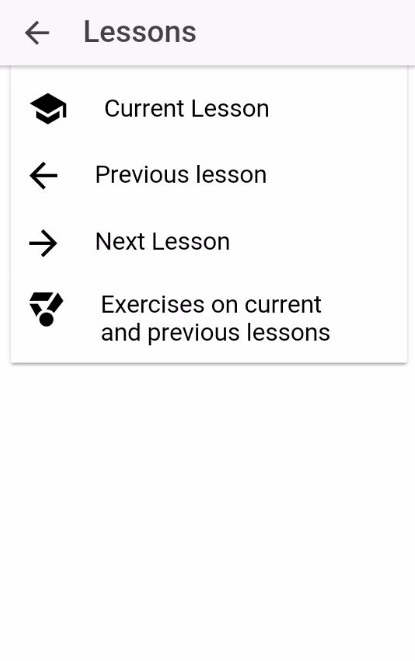 Lessons
Current Lesson
Previous lesson
Next Lesson
Exercises on current
and previous lessons